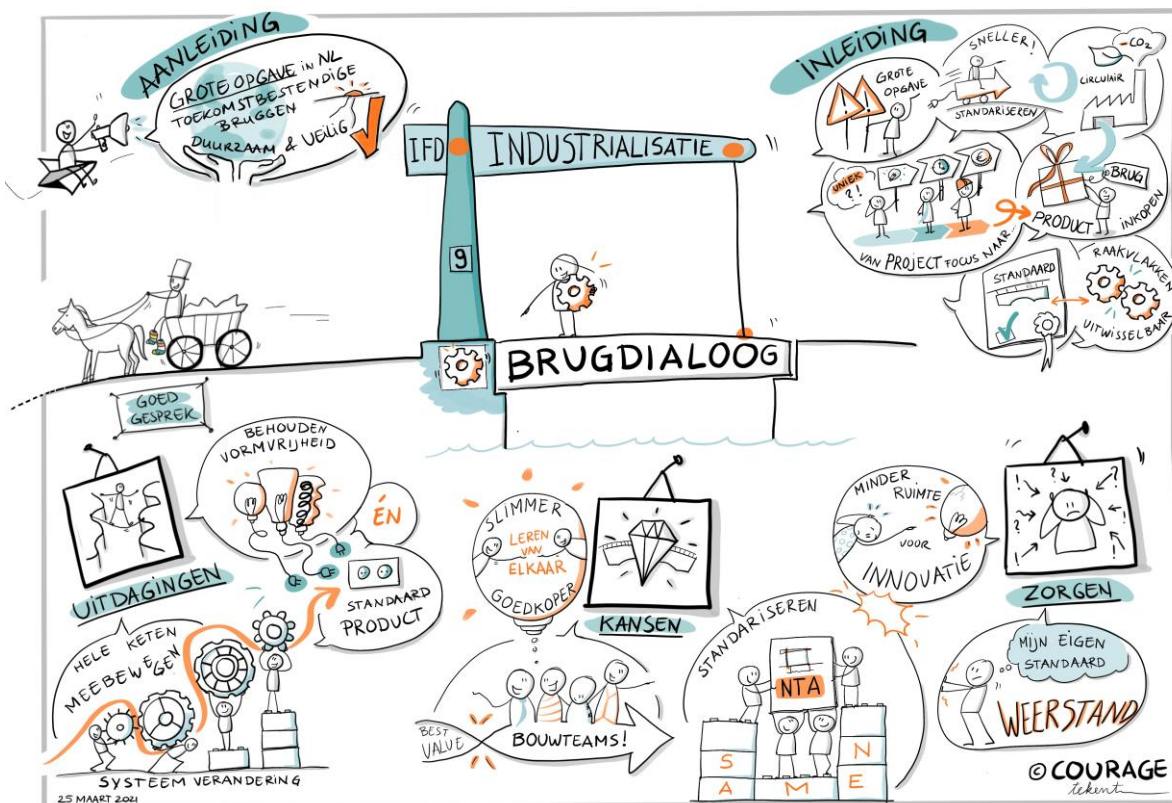 AANLEIDING
GROTE OPGAVE in NL
TOEKOMSTBESTENDIGE
BRUGGEN
DUURZAAM & VEILIG
IFD INDUSTRIALISATIE
9
BRUGDIALOOG
INLEIDING
GROTE
OPGAVE
SNELLER!
STANDARISEREN
CIRCULAIR
-CO2
UNIEK
?!
VAN PROJECT FOCUS NAAR...
BRUG
PRODUCT INKOPEN
STANDAARD
RAAKVLAKKEN
UITWISSELBAAR
GOED
GESPREK
UITDAGINGEN
BEHOUDEN
VORMVRIJHEID
ÉN
STANDAARD
PRODUCT
HELE KETEN
MEEBEWEGEN
SYSTEEM VERANDERING
25 MAART 2021
SLIMMER
LEREN VAN
ELKAAR
GOEDKOPER
KANSEN
BEST
VALUE
BOUWTEAMS!
STANDARISEREN
NTA
S N
A M E
MINDER
RUIMTE
VOOR
INNOVATIE
! ? ! ? ! ?
ZORGEN
MIJN EIGEN
STANDAARD
WEERSTAND
© COURAGE
tekent